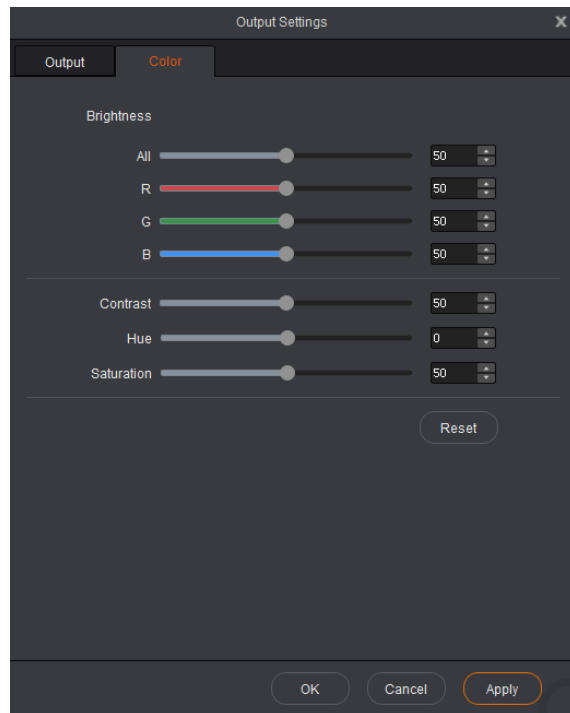 Output Settings X
Output Color
Brightness
All 50
R 50
G 50
B 50
Contrast 50
Hue 0
Saturation 50
Reset
OK Cancel Apply